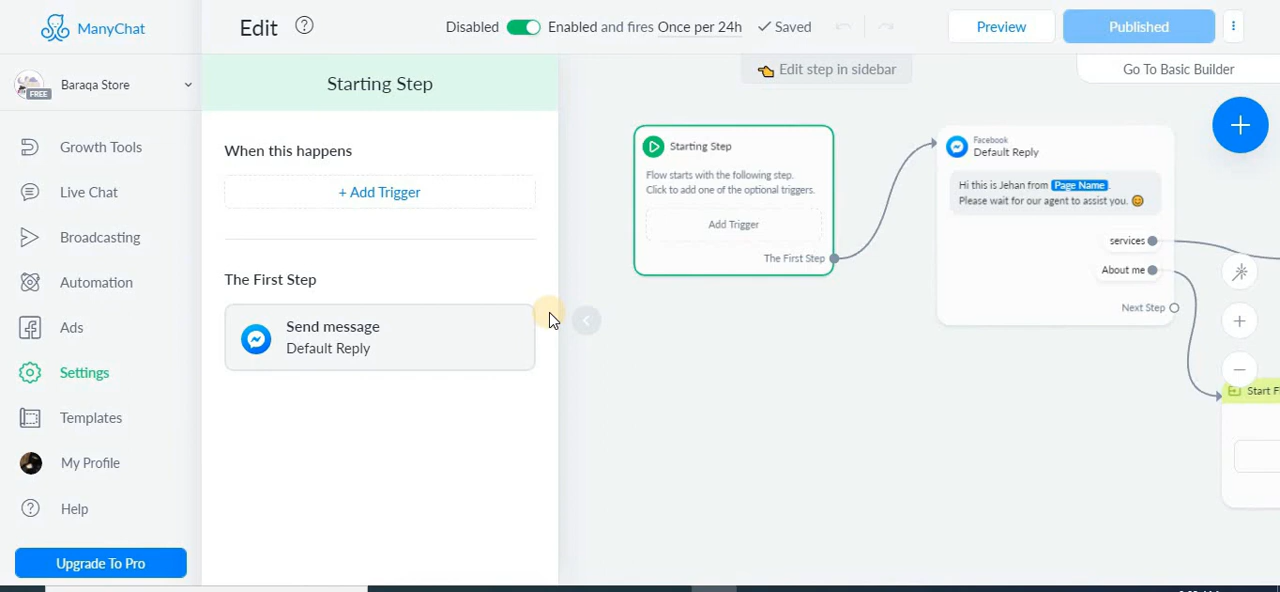 ManyChat
Edit
Disabled Enabled and fires Once per 24h
Saved
Preview
Published
FREE
Baraqa Store
Starting Step
Edit step in sidebar
Go To Basic Builder
Growth Tools
Live Chat
Broadcasting
Automation
Ads
Settings
Templates
My Profile
Help
Upgrade To Pro
When this happens
+ Add Trigger
The First Step
Send message
Default Reply
Starting Step
Flow starts with the following step.
Click to add one of the optional triggers.
Add Trigger
The First Step
Facebook
Default Reply
Hi this is Jehan from Page Name.
Please wait for our agent to assist you. 😊
services
About me
Next Step
Start F